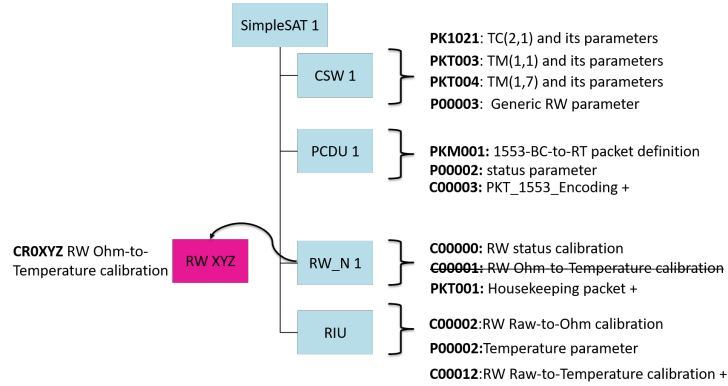 SimpleSAT 1
CSW 1
PK1021: TC(2,1) and its parameters
PKT003: TM(1,1) and its parameters
PKT004: TM(1,7) and its parameters
P00003: Generic RW parameter
PCDU 1
PKM001: 1553-BC-to-RT packet definition
P00002: status parameter
C00003: PKT_1553_Encoding +
CR0XYZ RW Ohm-to-
Temperature calibration
RW XYZ
RW_N 1
C00000: RW status calibration
C00001: RW Ohm-to-Temperature calibration
PKT001: Housekeeping packet +
RIU
C00002:RW Raw-to-Ohm calibration
P00002:Temperature parameter
C00012:RW Raw-to-Temperature calibration +